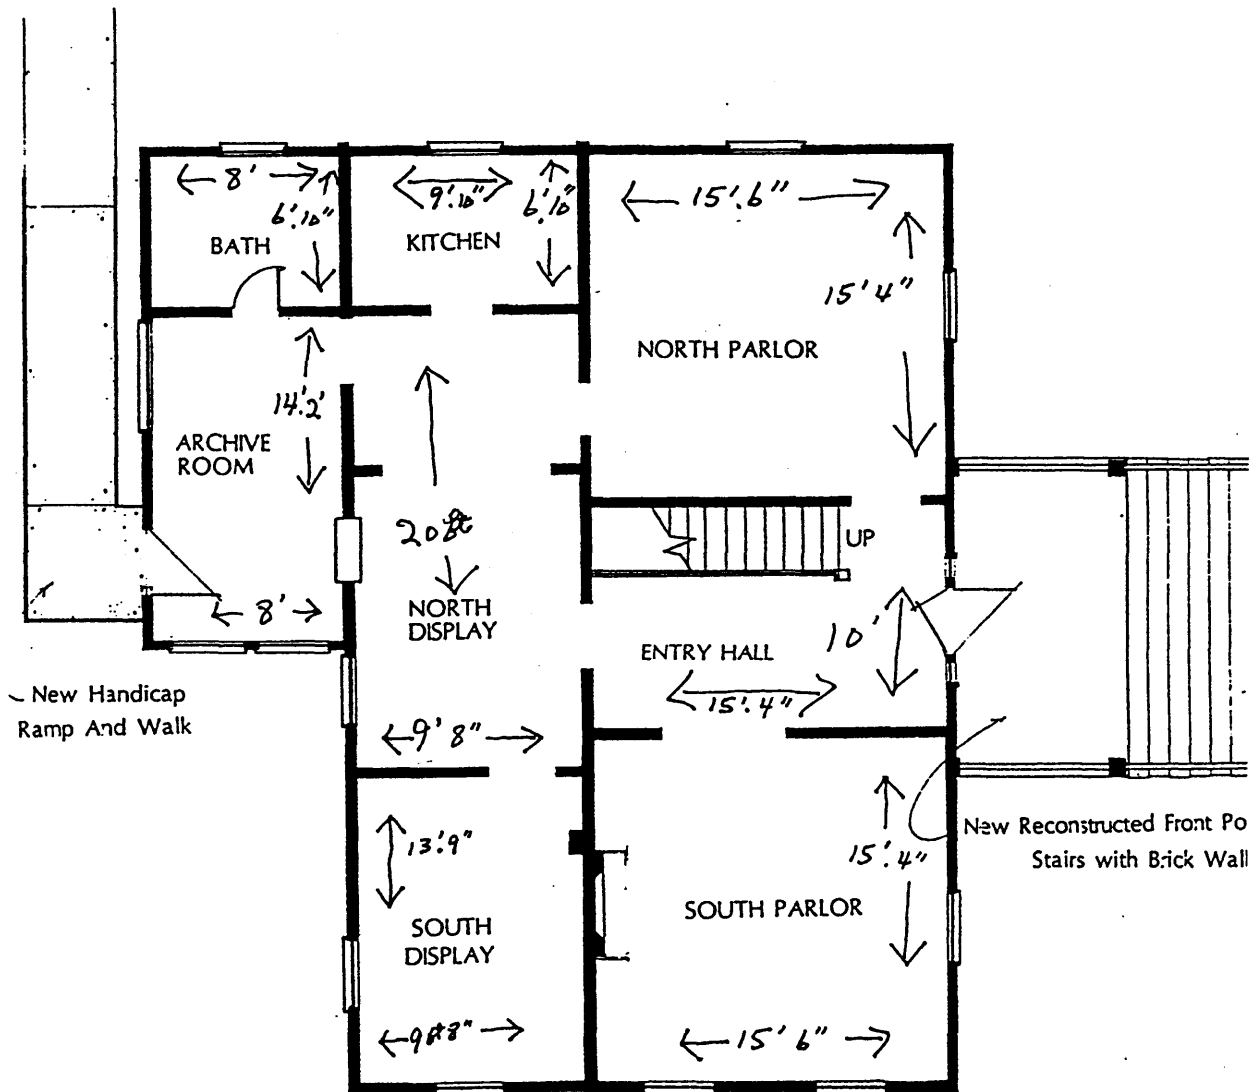 8'
6'.10"
BATH
9'.10"
6'.10"
KITCHEN
15'.6"
15'4"
NORTH PARLOR
14'.2'
ARCHIVE
ROOM
8'
20 ft
NORTH
DISPLAY
9' 8"
UP
10'
ENTRY HALL
15'.4"
New Handicap
Ramp And Walk
13'.9"
SOUTH
DISPLAY
15'.4"
SOUTH PARLOR
15' 6"
New Reconstructed Front Po
Stairs with Brick Wall